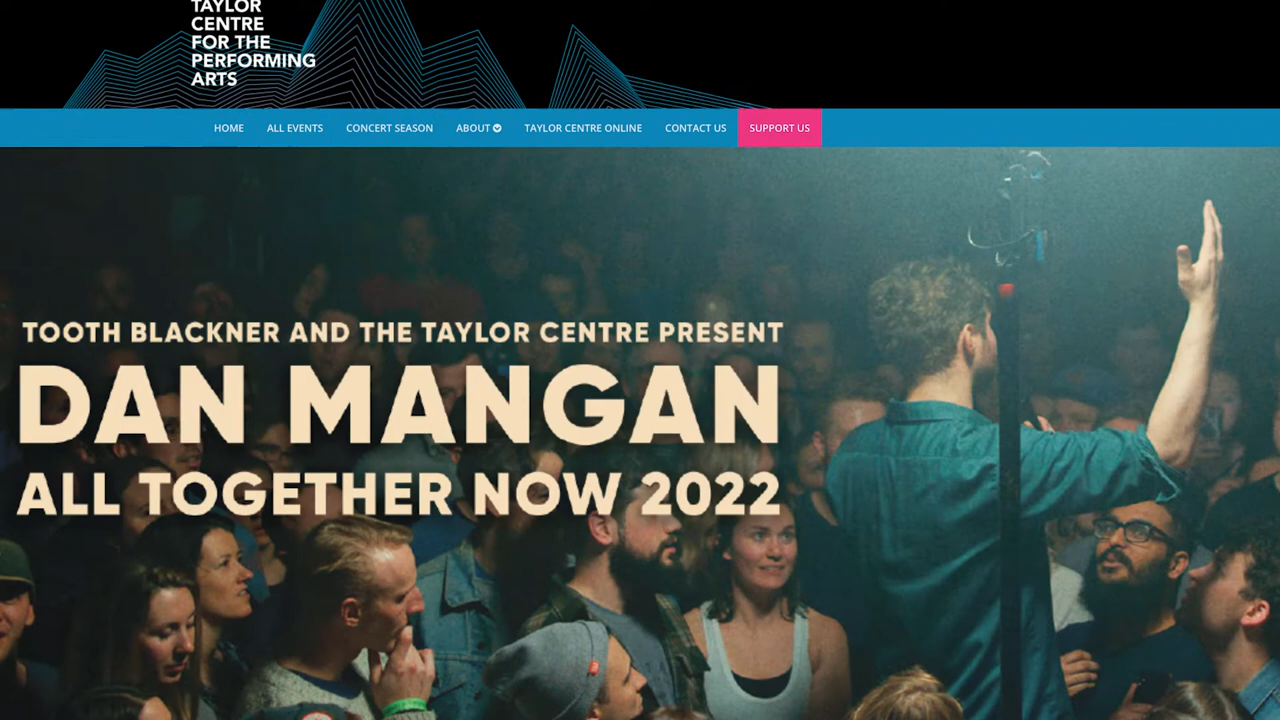 TAYLOR
CENTRE
FOR THE
PERFORMING
ARTS
HOME ALL EVENTS CONCERT SEASON ABOUT TAYLOR CENTRE ONLINE CONTACT US SUPPORT US
TOOTH BLACKNER AND THE TAYLOR CENTRE PRESENT
DAN MANGAN
ALL TOGETHER NOW 2022